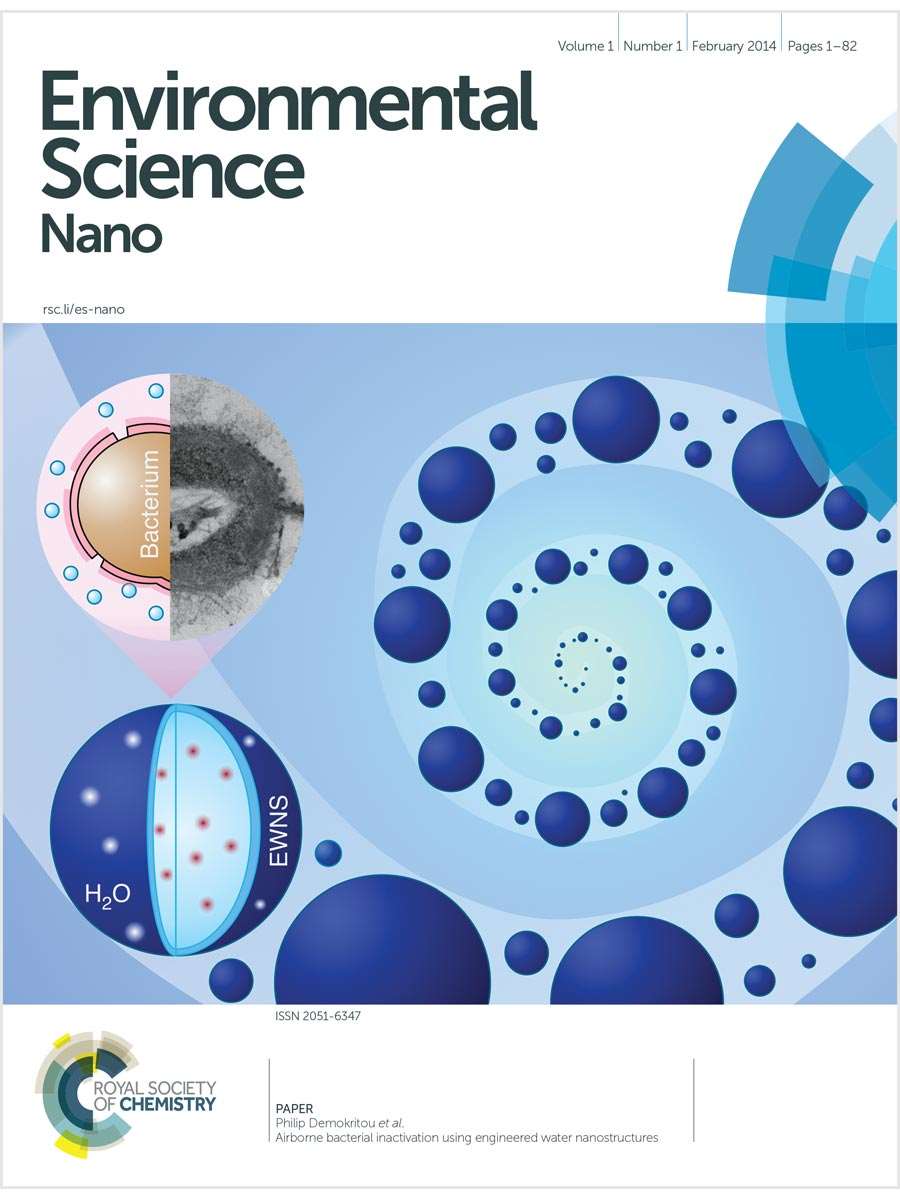 Volume 1 | Number 1 | February 2014 | Pages 1–82
Environmental
Science
Nano
rsc.li/es-nano
Bacterium
EWNS
H₂O
ISSN 2051-6347
ROYAL SOCIETY
OF CHEMISTRY
PAPER
Philip Demokritou et al.
Airborne bacterial inactivation using engineered water nanostructures